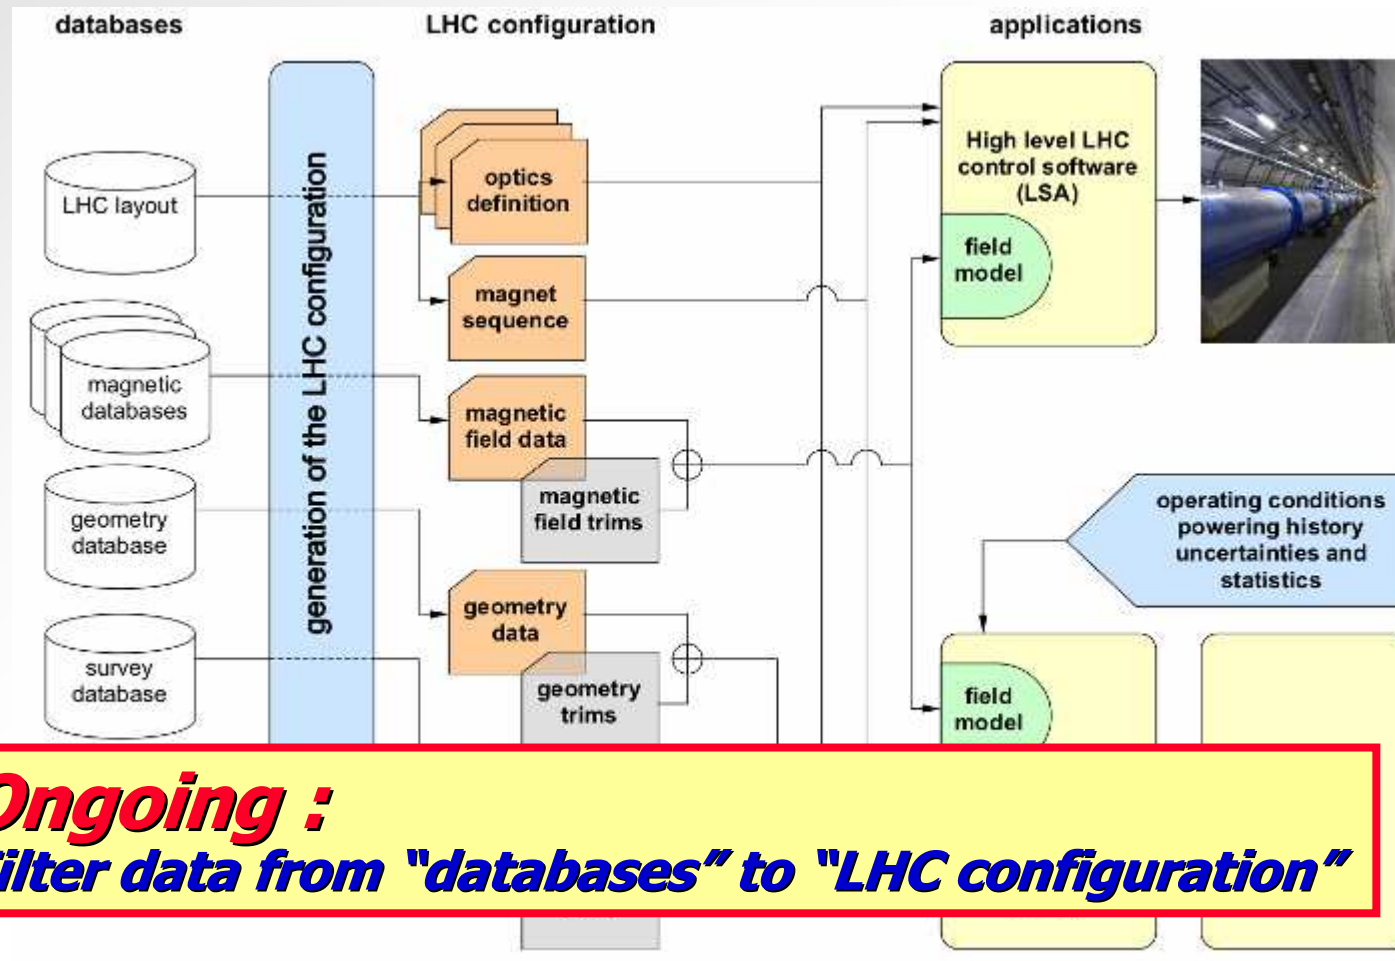 databases
LHC configuration
applications
LHC layout
magnetic
databases
geometry
database
survey
database
generation of the LHC configuration
optics
definition
magnet
sequence
magnetic
field data
magnetic
field trims
geometry
data
geometry
trims
High level LHC
control software
(LSA)
field
model
operating conditions
powering history
uncertainties and
statistics
field
model
Ongoing :
data from “databases” to “LHC configuration”